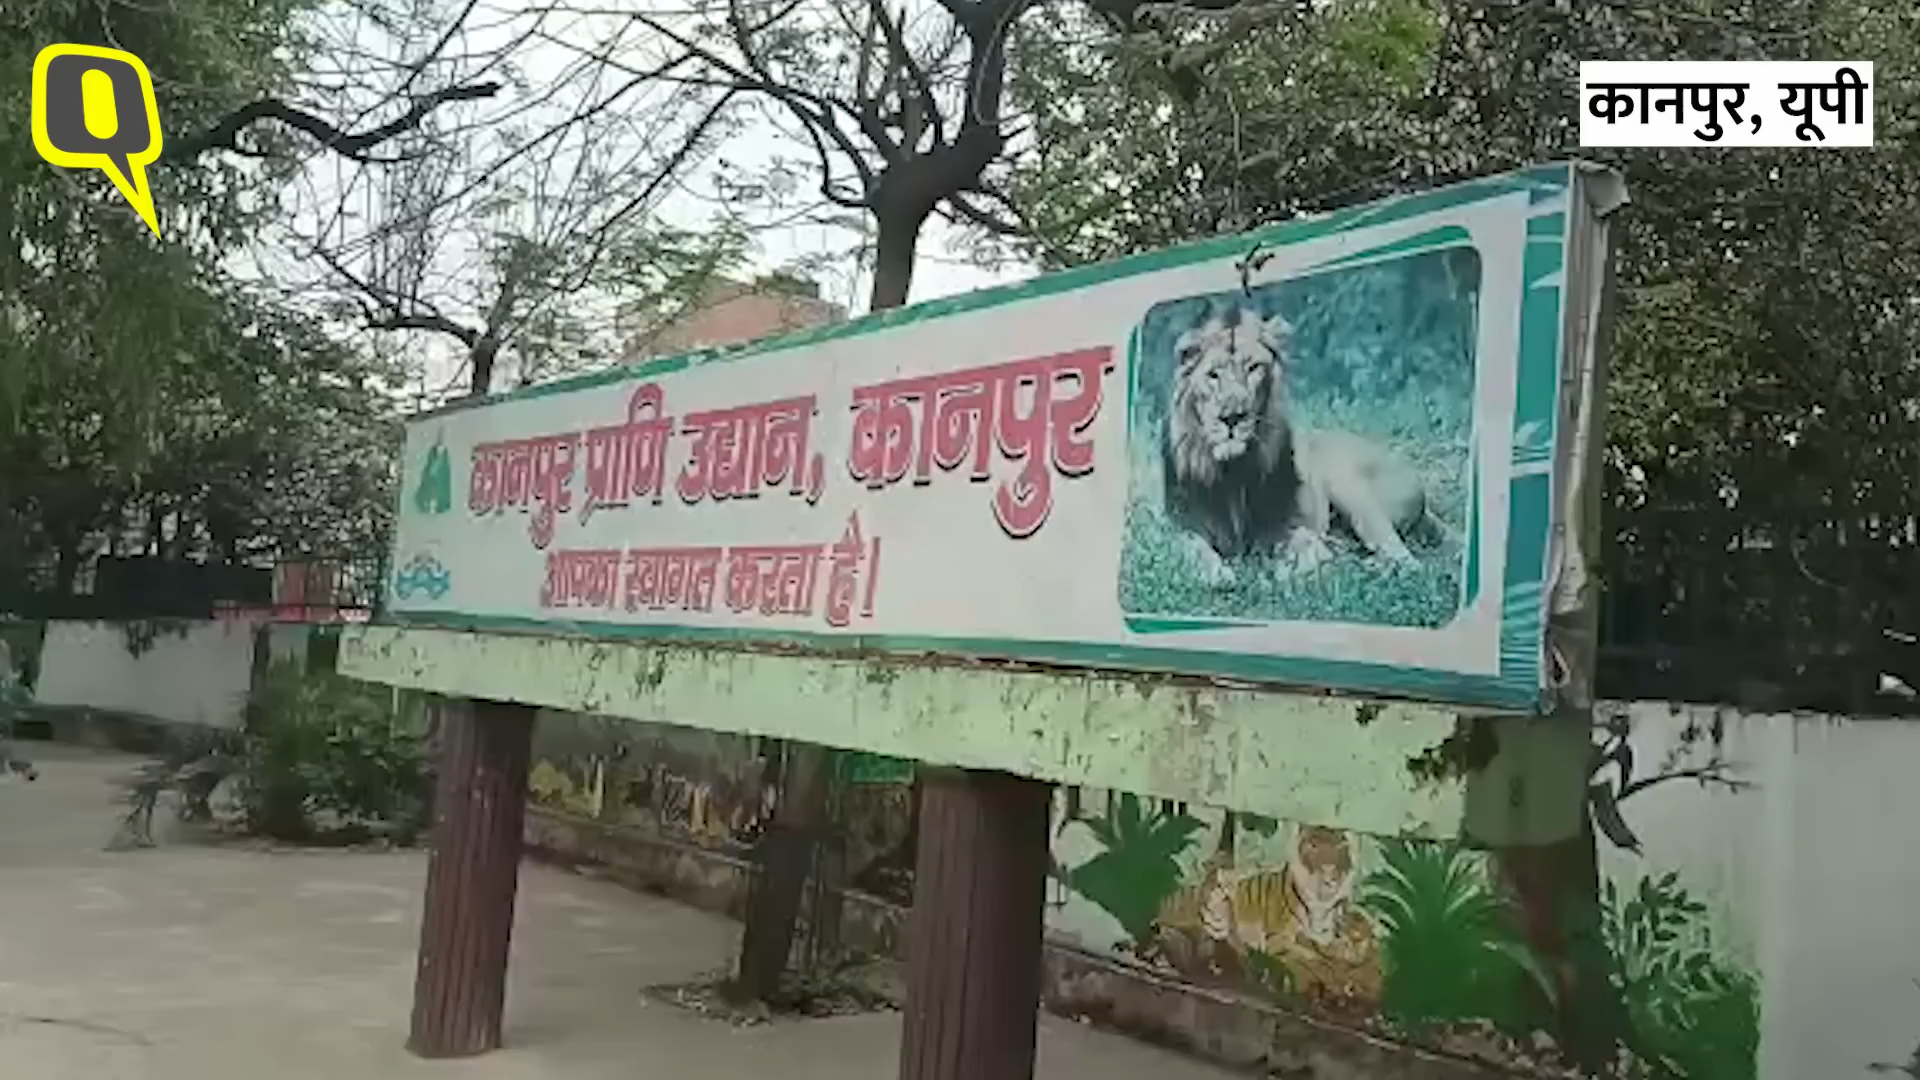 कानपुर, यूपी
कानपुर प्राणि उद्यान, कानपुर
आपका स्वागत करता है।